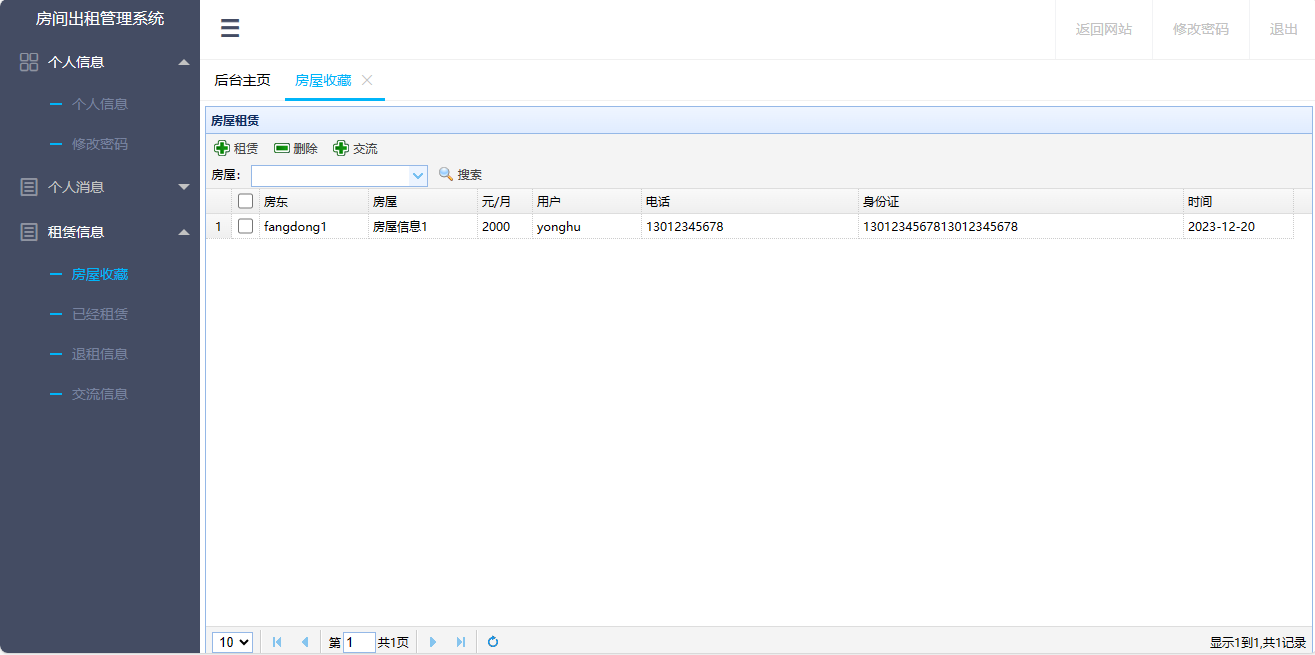 房间出租管理系统
返回网站 修改密码 退出
个人信息
个人信息
修改密码
个人消息
租赁信息
房屋收藏
已经租赁
退租信息
交流信息
后台主页 房屋收藏
房屋租赁
租赁 删除 交流
房屋： 搜索
房东 房屋 元/月 用户 电话 身份证 时间
1 fangdong1 房屋信息1 2000 yonghu 13012345678 1301234567813012345678 2023-12-20
10 第 1 共1页 显示1到1,共1记录